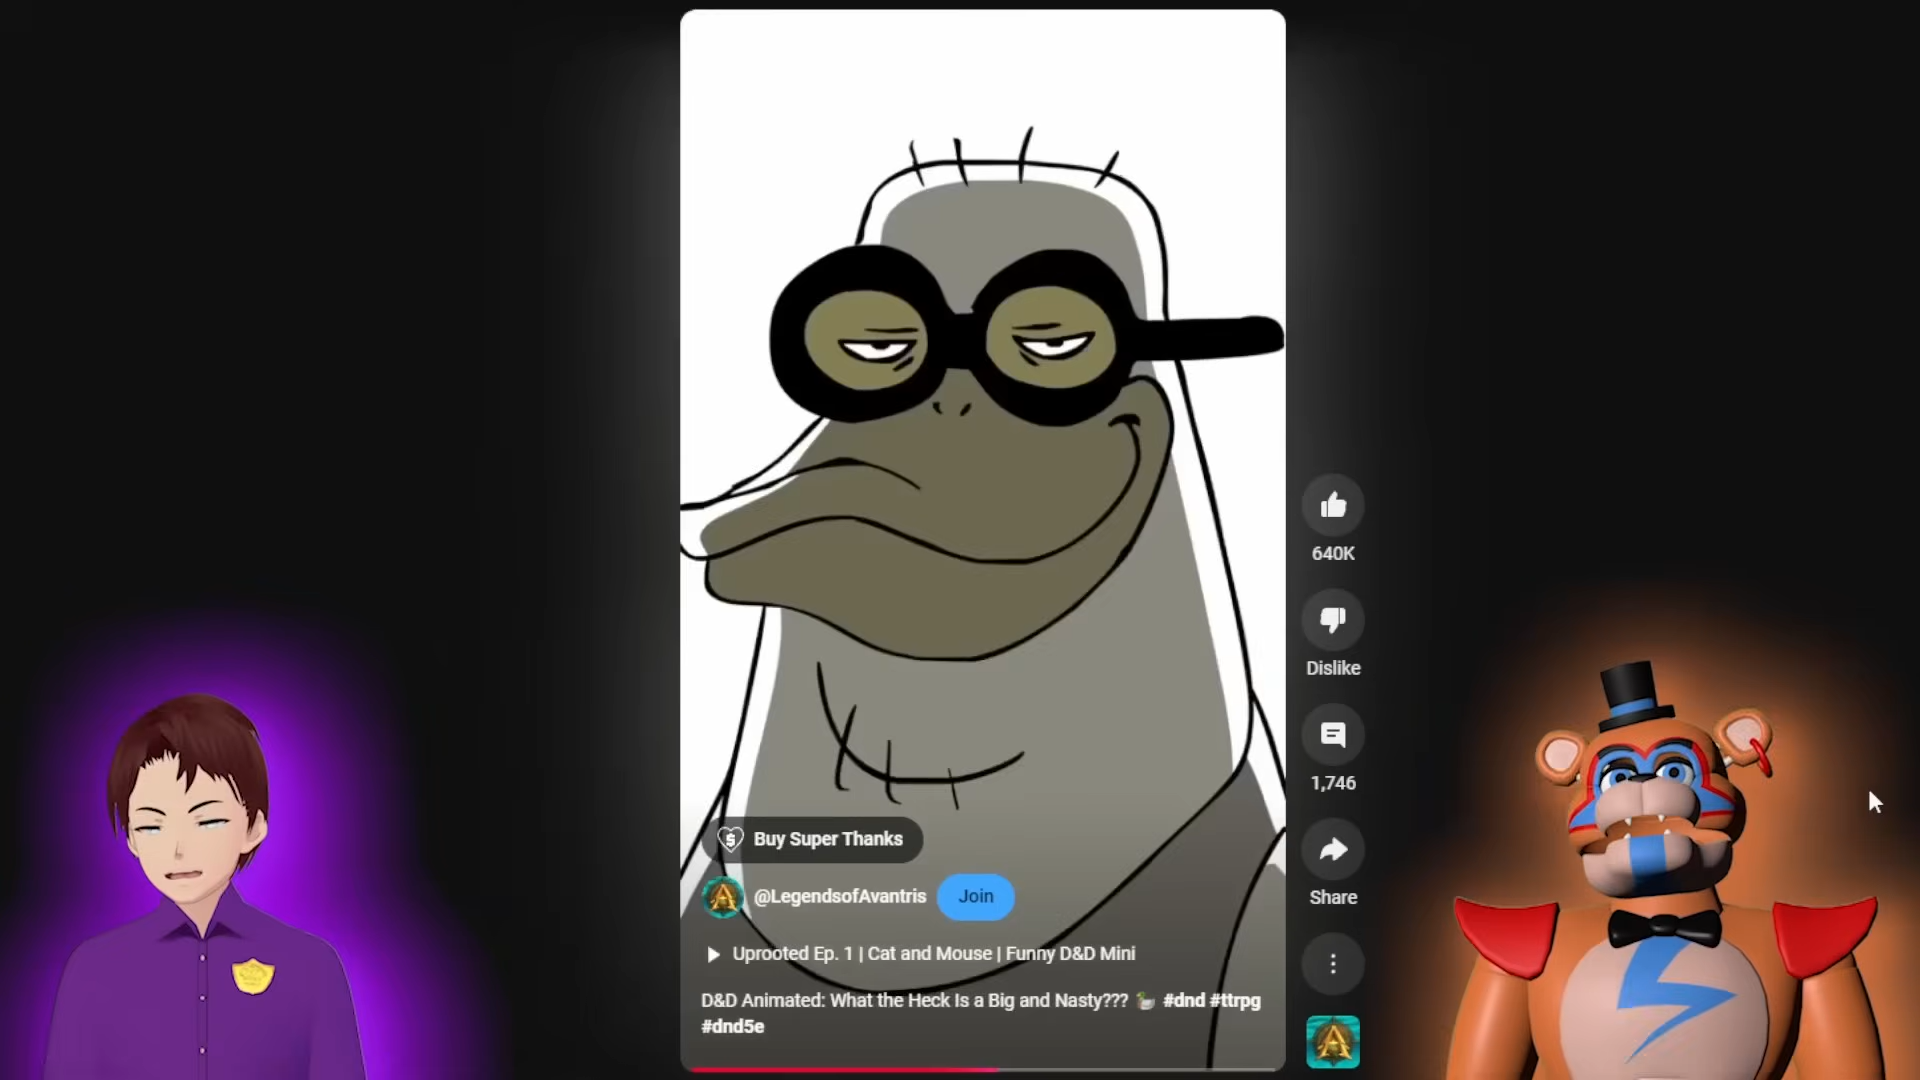 640K
Dislike
1,746
Share
Buy Super Thanks
@LegendsofAvantris Join
Uprooted Ep. 1 | Cat and Mouse | Funny D&D Mini
D&D Animated: What the Heck Is a Big and Nasty??? 🦆 #dnd #ttrpg
#dnd5e